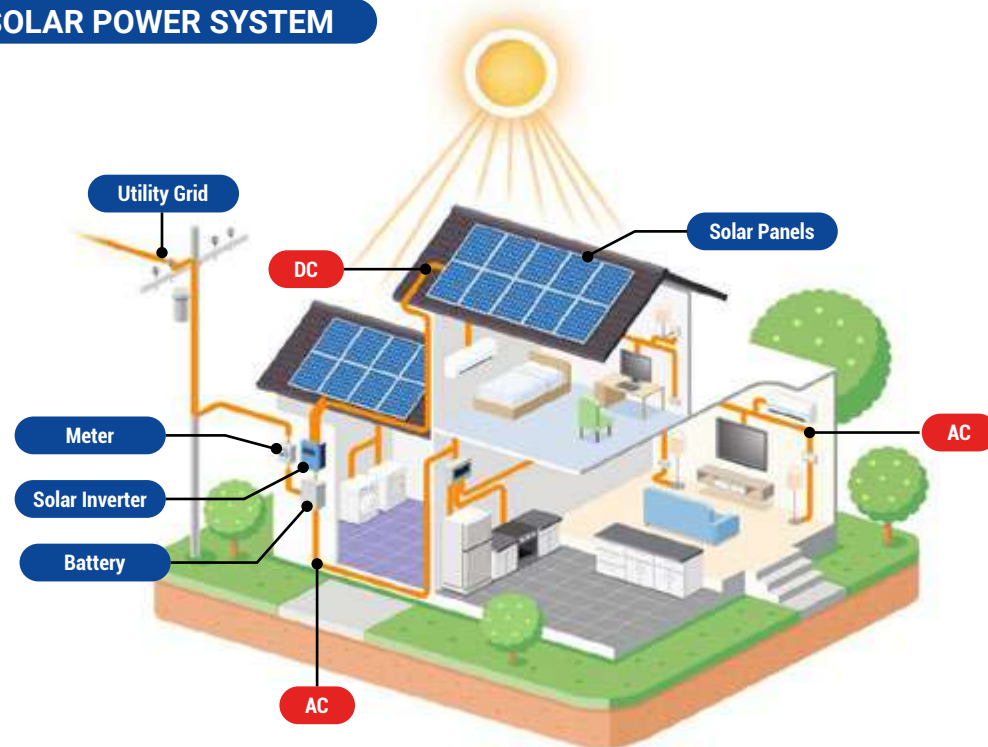 SOLAR POWER SYSTEM
Utility Grid
Solar Panels
DC
Meter
AC
Solar Inverter
Battery
AC